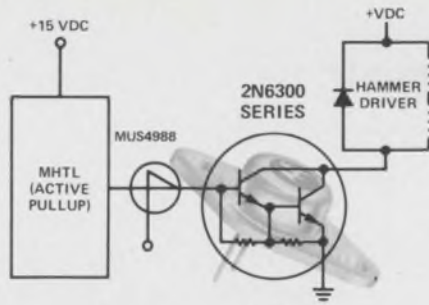 +15 VDC
+VDC
2N6300
SERIES
HAMMER
DRIVER
MUS4988
MHTL
(ACTIVE
PULLUP)